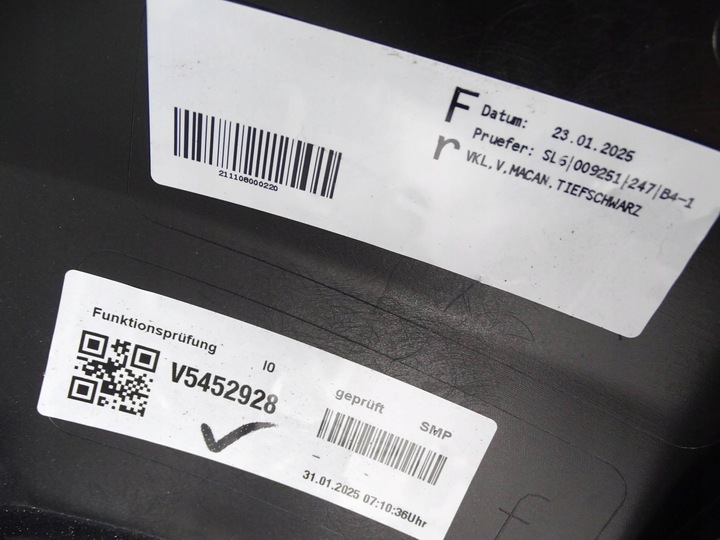 Fr
Datum: 23.01.2025
Pruefer: SL6|009251|247|B4-1
VKL.V.MACAN.TIEFSCHWARZ
211108000220
Funktionsprüfung IO
V5452928
geprüft SMP
31.01.2025 07:10:36Uhr
f